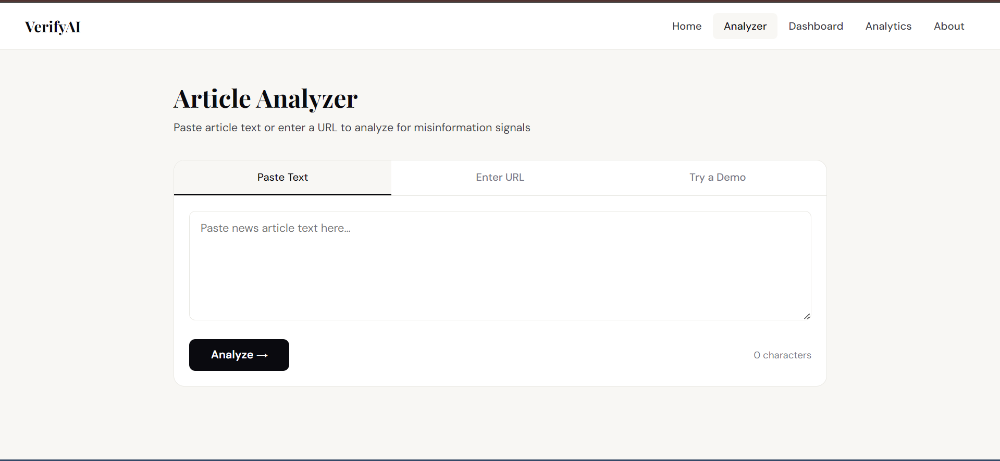 VerifyAI
Home Analyzer Dashboard Analytics About
Article Analyzer
Paste article text or enter a URL to analyze for misinformation signals
Paste Text Enter URL Try a Demo
Paste news article text here...
Analyze →
0 characters